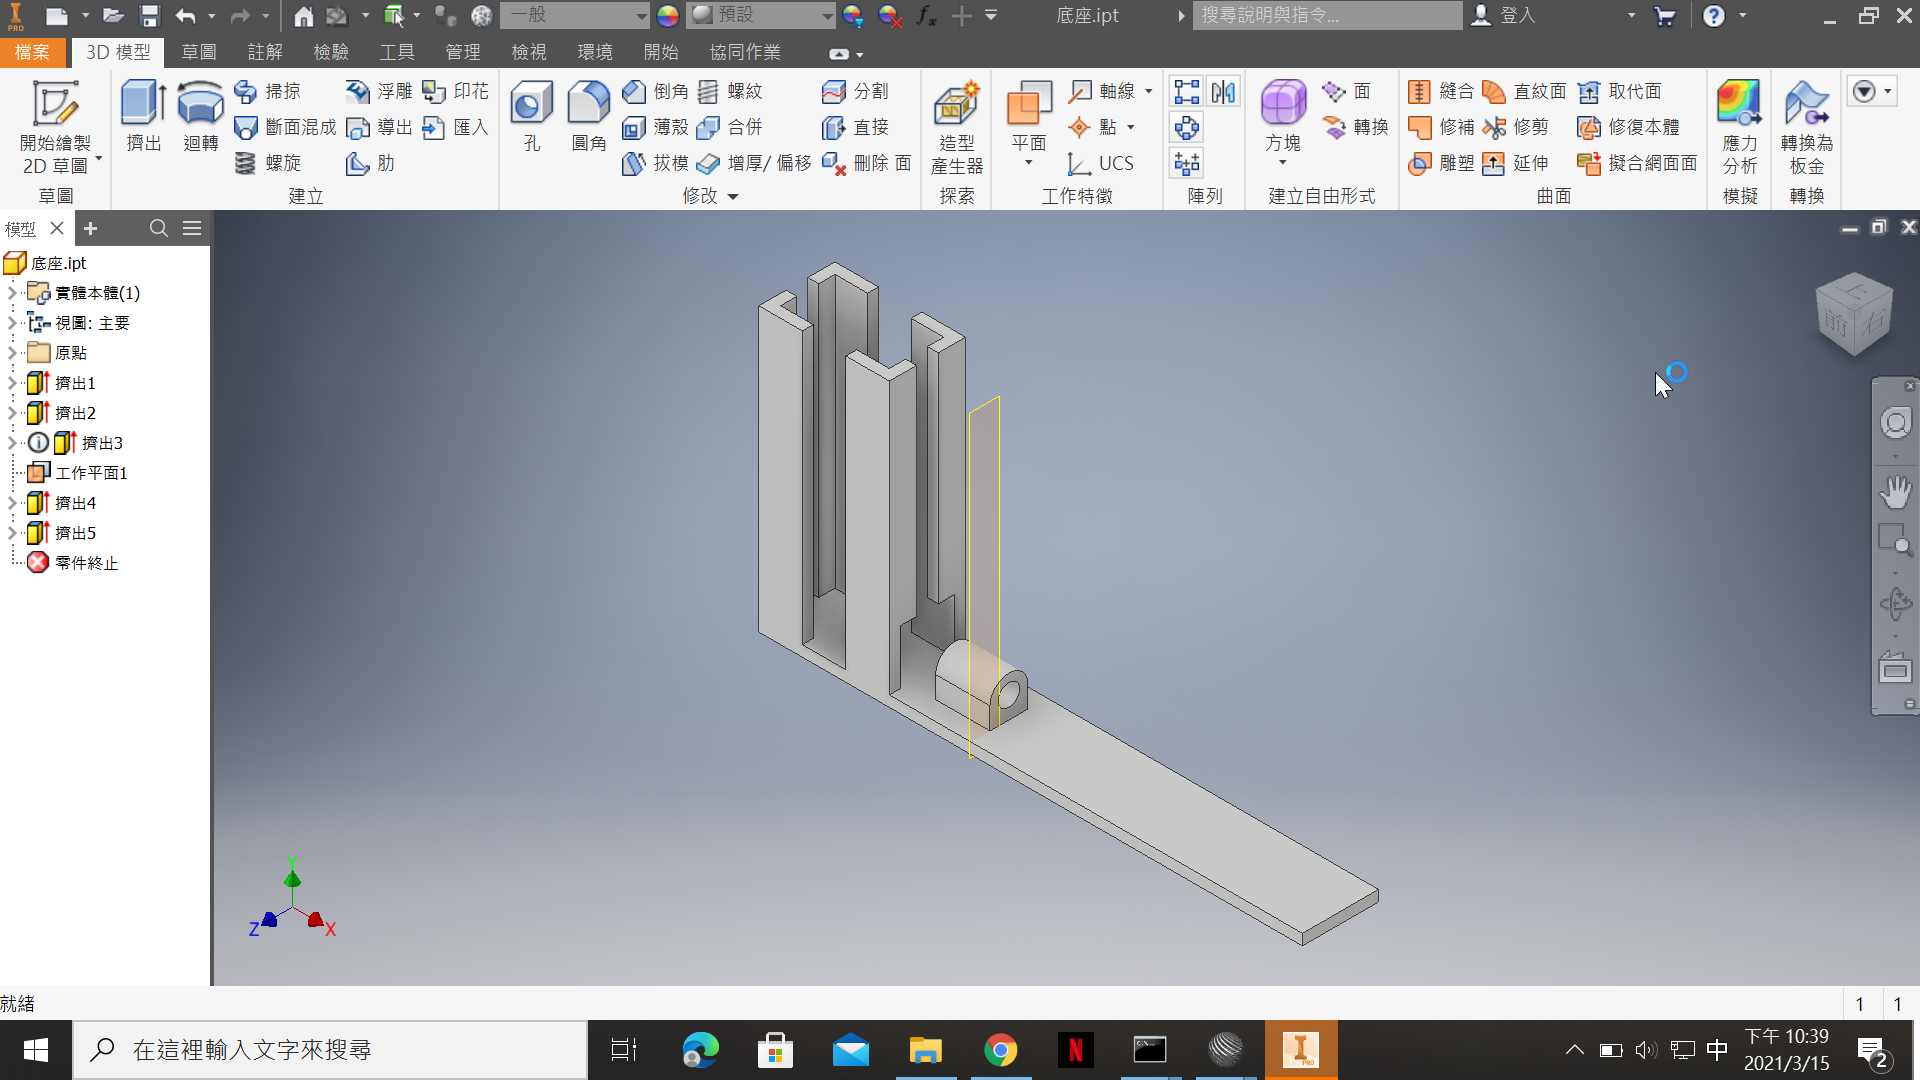 PRO
一般
預設
底座.ipt
搜尋說明與指令...
登入
檔案
3D 模型
草圖
註解
檢驗
工具
管理
檢視
環境
開始
協同作業
開始繪製
2D 草圖
草圖
擠出
迴轉
掃掠
斷面混成
螺旋
浮雕
導出
肋
印花
匯入
建立
孔
圓角
倒角
薄殼
拔模
螺紋
合併
增厚/ 偏移
分割
直接
刪除 面
修改
造型
產生器
探索
平面
軸線
點
UCS
工作特徵
陣列
方塊
面
轉換
建立自由形式
縫合
修補
雕塑
直紋面
修剪
延伸
取代面
修復本體
擬合網面面
曲面
應力
分析
模擬
轉換為
板金
轉換
模型
底座.ipt
實體本體(1)
視圖: 主要
原點
擠出1
擠出2
擠出3
工作平面1
擠出4
擠出5
零件終止
上
前
右
Y
Z
X
就緒
1
1
在這裡輸入文字來搜尋
N
PRO
中
下午 10:39
2021/3/15
2